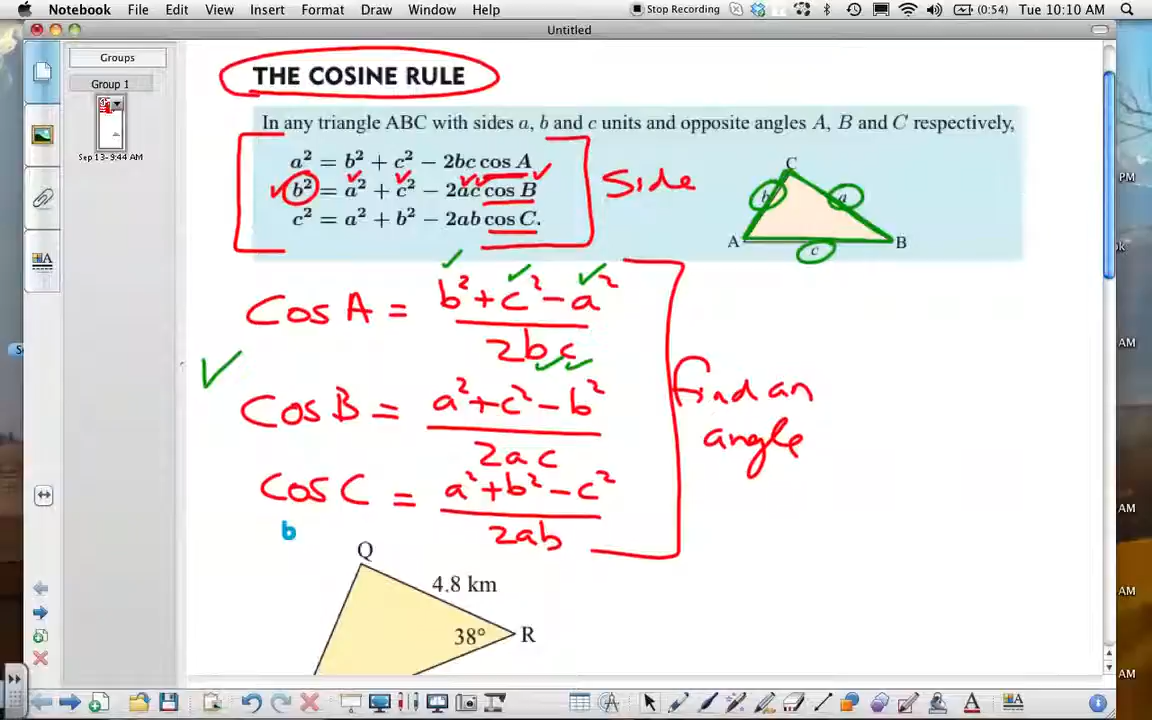 Notebook File Edit View Insert Format Draw Window Help Stop Recording (0:54) Tue 10:10 AM
Untitled
Groups
Group 1
Sep 13-9:44 AM
THE COSINE RULE
In any triangle ABC with sides a, b and c units and opposite angles A, B and C respectively,
a² = b² + c² − 2bc cos A
b² = a² + c² − 2ac cos B
c² = a² + b² − 2ab cos C.
Side
C
b
a
A
B
c
Cos A = b²+c²−a² / 2bc
Cos B = a²+c²−b² / 2ac
Cos C = a²+b²−c² / 2ab
find an
angle
b
Q
4.8 km
38°
R
PM
AM
AM
AM